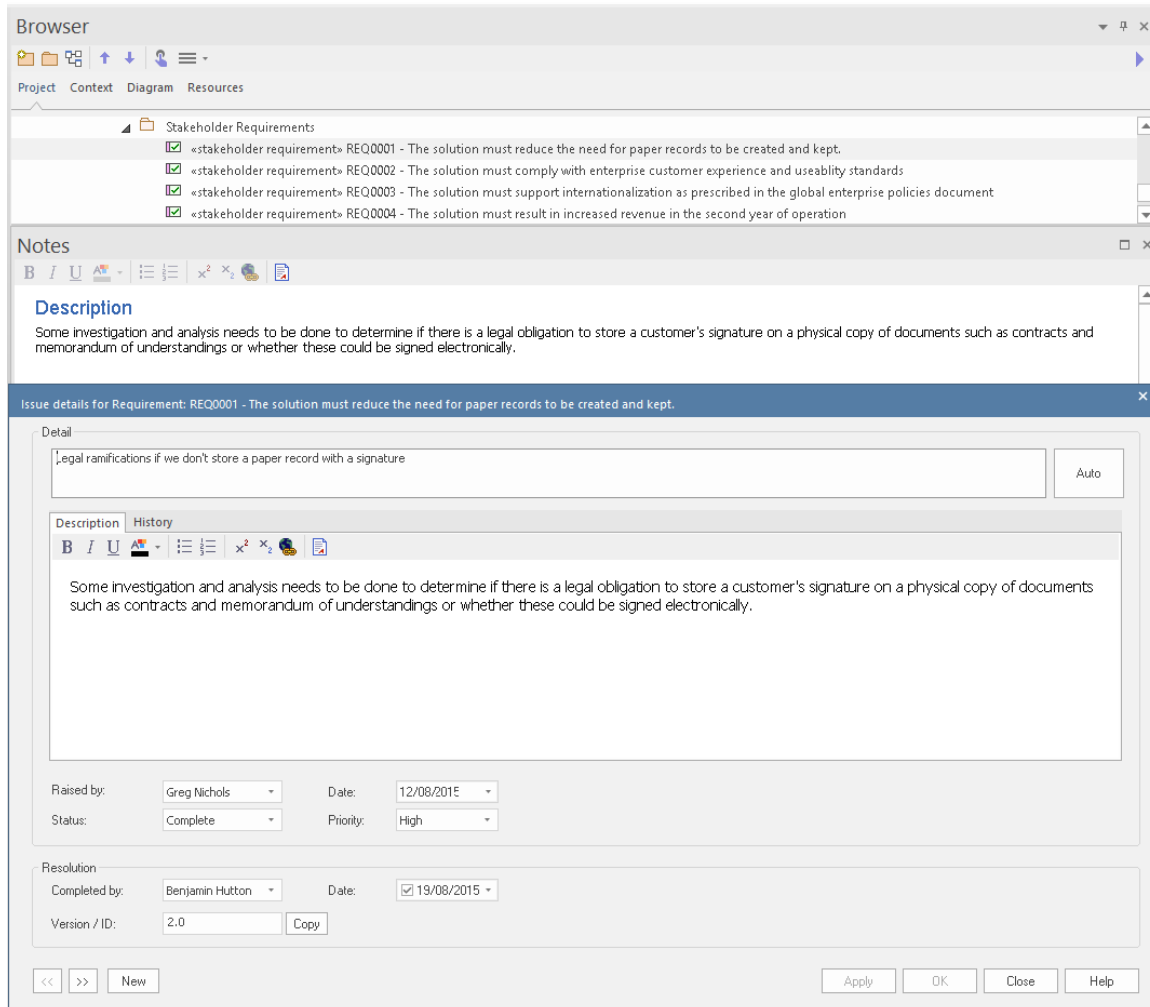 Browser
Project Context Diagram Resources
Stakeholder Requirements
«stakeholder requirement» REQ0001 - The solution must reduce the need for paper records to be created and kept.
«stakeholder requirement» REQ0002 - The solution must comply with enterprise customer experience and useablity standards
«stakeholder requirement» REQ0003 - The solution must support internationalization as prescribed in the global enterprise policies document
«stakeholder requirement» REQ0004 - The solution must result in increased revenue in the second year of operation
Notes
B I U A x² x₂
Description
Some investigation and analysis needs to be done to determine if there is a legal obligation to store a customer's signature on a physical copy of documents such as contracts and
memorandum of understandings or whether these could be signed electronically.
Issue details for Requirement: REQ0001 - The solution must reduce the need for paper records to be created and kept.
Detail
Legal ramifications if we don't store a paper record with a signature
Auto
Description History
B I U A x² x₂
Some investigation and analysis needs to be done to determine if there is a legal obligation to store a customer's signature on a physical copy of documents
such as contracts and memorandum of understandings or whether these could be signed electronically.
Raised by: Greg Nichols Date: 12/08/2015
Status: Complete Priority: High
Resolution
Completed by: Benjamin Hutton Date: 19/08/2015
Version / ID: 2.0 Copy
<< >> New Apply OK Close Help